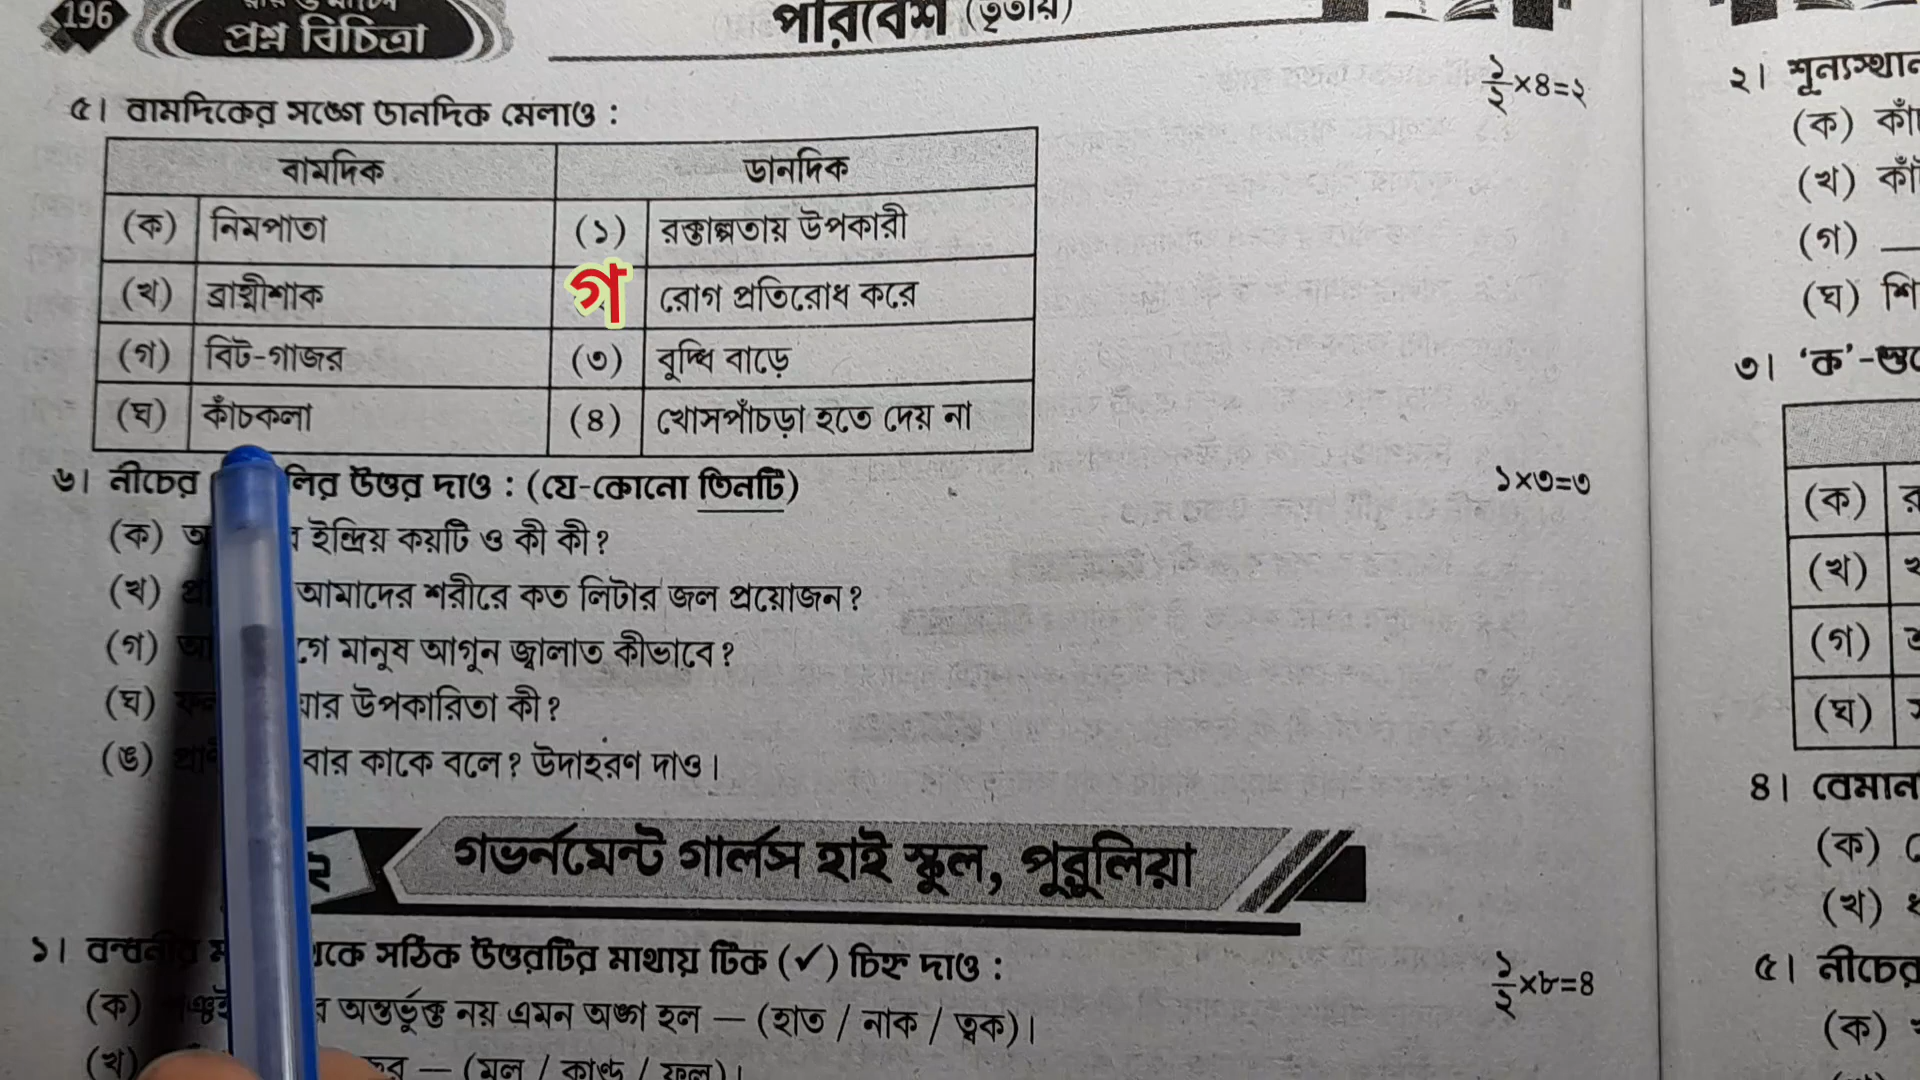 196
প্রশ্ন বিচিত্রা
পরিবেশ (তৃতীয়)
৫। বামদিকের সঙ্গে ডানদিক মেলাও : ১/২×৪=২
বামদিক ডানদিক
(ক) নিমপাতা (১) রক্তাল্পতায় উপকারী
(খ) ব্রাহ্মীশাক গ রোগ প্রতিরোধ করে
(গ) বিট-গাজর (৩) বুদ্ধি বাড়ে
(ঘ) কাঁচকলা (৪) খোসপাঁচড়া হতে দেয় না
৬। নীচের উত্তর দাও : (যে-কোনো তিনটি) ১×৩=৩
(ক) ইন্দ্রিয় কয়টি ও কী কী?
(খ) আমাদের শরীরে কত লিটার জল প্রয়োজন?
(গ) মানুষ আগুন জ্বালাত কীভাবে?
(ঘ) উপকারিতা কী?
(ঙ) কাকে বলে? উদাহরণ দাও।
২ গভর্নমেন্ট গার্লস হাই স্কুল, পুরুলিয়া
১। সঠিক উত্তরটির মাথায় টিক (✓) চিহ্ন দাও : ১/২×৮=৪
(ক) অন্তর্ভুক্ত নয় এমন অঙ্গ হল — (হাত / নাক / ত্বক)।
(খ) — (মূল / কাণ্ড / ফল)।
২। শূন্যস্থান
(ক)
(খ)
(গ)
(ঘ)
৩। ‘ক’
(ক)
(খ)
(গ)
(ঘ)
৪।
(ক)
(খ)
৫। নীচের
(ক)